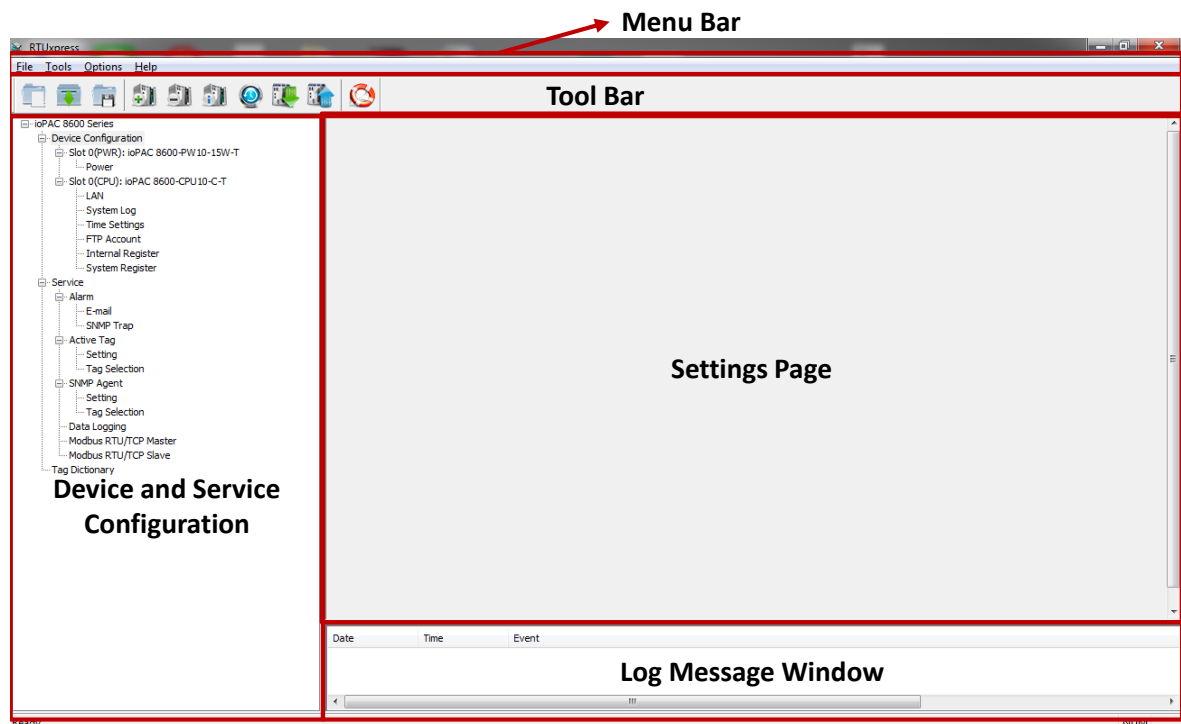 Menu Bar
RTUxpress
File Tools Options Help
Tool Bar
ioPAC 8600 Series
Device Configuration
Slot 0(PWR): ioPAC 8600-PW10-15W-T
Power
Slot 0(CPU): ioPAC 8600-CPU10-C-T
LAN
System Log
Time Settings
FTP Account
Internal Register
System Register
Service
Alarm
E-mail
SNMP Trap
Active Tag
Setting
Tag Selection
SNMP Agent
Setting
Tag Selection
Data Logging
Modbus RTU/TCP Master
Modbus RTU/TCP Slave
Tag Dictionary
Device and Service
Configuration
Settings Page
Date Time Event
Log Message Window
Ready